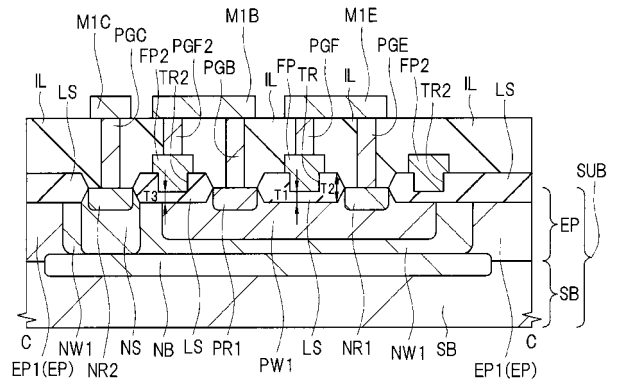 M1C PGC FP2 TR2 PGF2 PGB M1B IL FP TR PGF IL M1E PGE FP2 TR2 IL LS
IL LS
SUB
T3 T1 T2
EP
SB
C C
EP1(EP) NW1 NR2 NS NB LS PR1 PW1 LS NR1 NW1 SB EP1(EP)